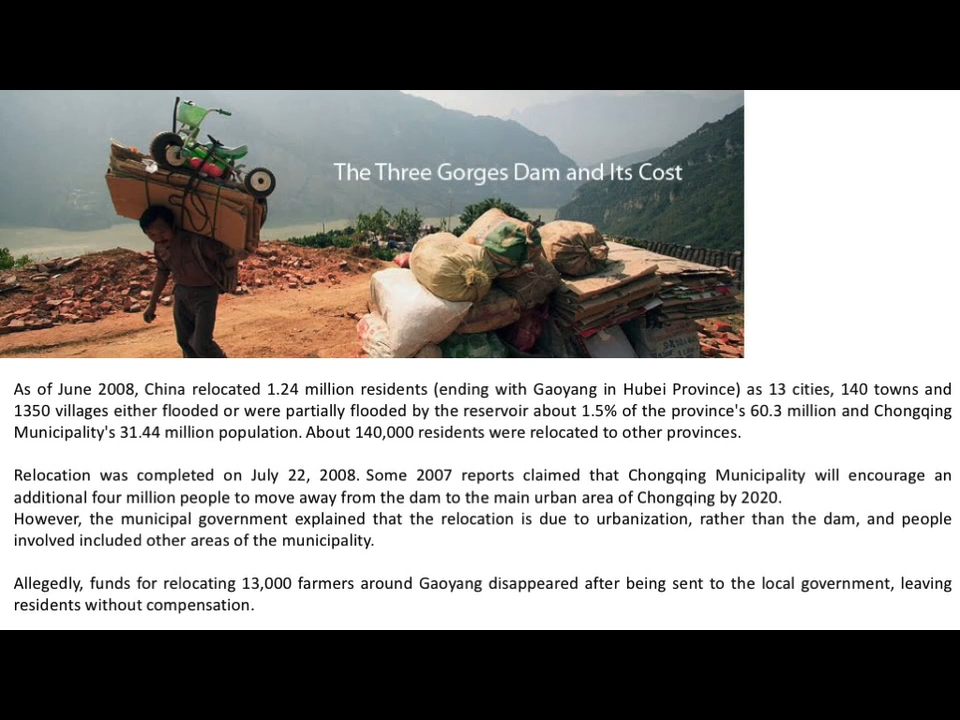 The Three Gorges Dam and Its Cost
As of June 2008, China relocated 1.24 million residents (ending with Gaoyang in Hubei Province) as 13 cities, 140 towns and
1350 villages either flooded or were partially flooded by the reservoir about 1.5% of the province's 60.3 million and Chongqing
Municipality's 31.44 million population. About 140,000 residents were relocated to other provinces.
Relocation was completed on July 22, 2008. Some 2007 reports claimed that Chongqing Municipality will encourage an
additional four million people to move away from the dam to the main urban area of Chongqing by 2020.
However, the municipal government explained that the relocation is due to urbanization, rather than the dam, and people
involved included other areas of the municipality.
Allegedly, funds for relocating 13,000 farmers around Gaoyang disappeared after being sent to the local government, leaving
residents without compensation.